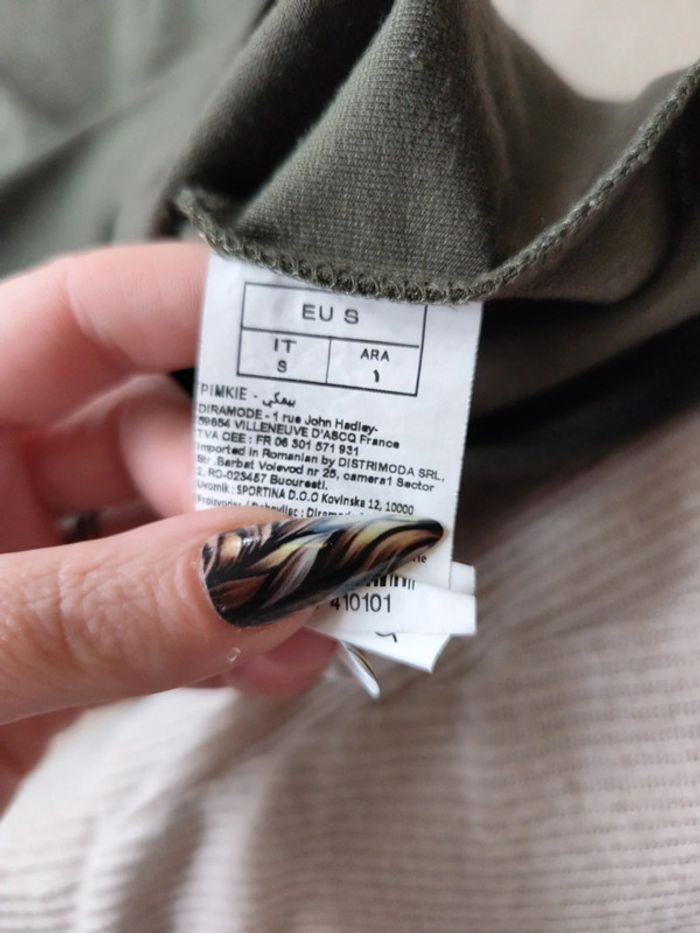 EU S
IT
S
ARA
١
PIMKIE - بيمكي
DIRAMODE - 1 rue John Hadley-
59654 VILLENEUVE D'ASCQ France
TVA CEE : FR 06 301 571 931
Imported in Romanian by DISTRIMODA SRL,
Str. Barbat Voievod nr 25, camera1 Sector
2, RO-023457 Bucuresti.
Uvornik : SPORTINA D.O.O Kovinska 12, 10000
410101